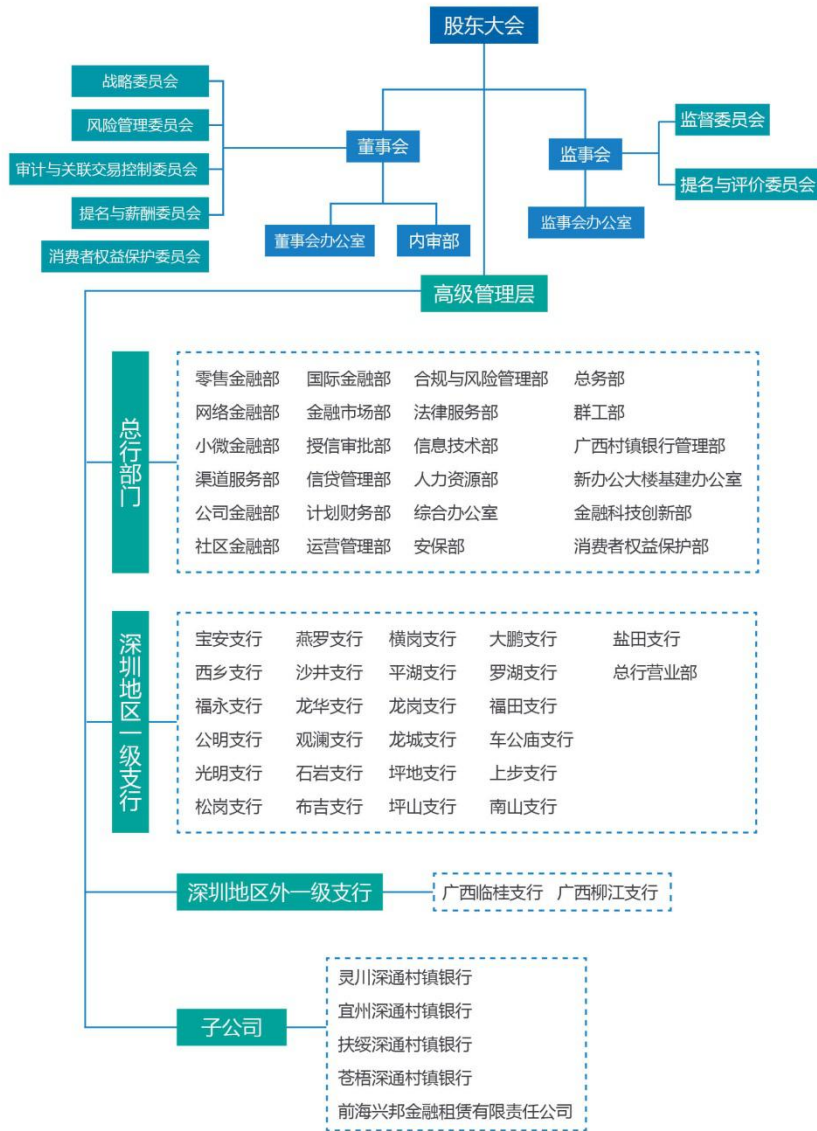 股东大会
战略委员会
风险管理委员会
审计与关联交易控制委员会
提名与薪酬委员会
消费者权益保护委员会
董事会
监事会
监督委员会
提名与评价委员会
董事会办公室
内审部
监事会办公室
高级管理层
总行部门
零售金融部 国际金融部 合规与风险管理部 总务部
网络金融部 金融市场部 法律服务部 群工部
小微金融部 授信审批部 信息技术部 广西村镇银行管理部
渠道服务部 信贷管理部 人力资源部 新办公大楼基建办公室
公司金融部 计划财务部 综合办公室 金融科技创新部
社区金融部 运营管理部 安保部 消费者权益保护部
深圳地区一级支行
宝安支行 燕罗支行 横岗支行 大鹏支行 盐田支行
西乡支行 沙井支行 平湖支行 罗湖支行 总行营业部
福永支行 龙华支行 龙岗支行 福田支行
公明支行 观澜支行 龙城支行 车公庙支行
光明支行 石岩支行 坪地支行 上步支行
松岗支行 布吉支行 坪山支行 南山支行
深圳地区外一级支行
广西临桂支行 广西柳江支行
子公司
灵川深通村镇银行
宜州深通村镇银行
扶绥深通村镇银行
苍梧深通村镇银行
前海兴邦金融租赁有限责任公司